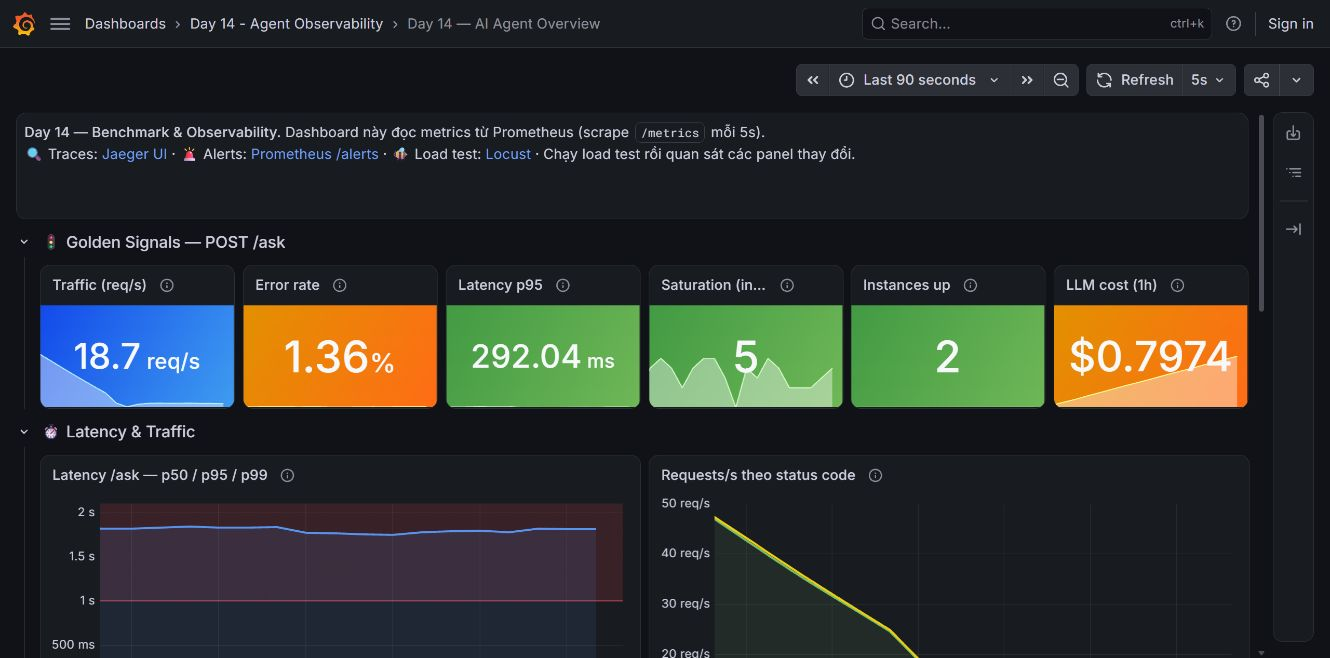 Dashboards › Day 14 - Agent Observability › Day 14 — AI Agent Overview
Search... ctrl+k
Sign in
Last 90 seconds
Refresh 5s
Day 14 — Benchmark & Observability. Dashboard này đọc metrics từ Prometheus (scrape /metrics mỗi 5s).
Traces: Jaeger UI · Alerts: Prometheus /alerts · Load test: Locust · Chạy load test rồi quan sát các panel thay đổi.
Golden Signals — POST /ask
Traffic (req/s)
18.7 req/s
Error rate
1.36%
Latency p95
292.04 ms
Saturation (in...
5
Instances up
2
LLM cost (1h)
$0.7974
Latency & Traffic
Latency /ask — p50 / p95 / p99
2 s
1.5 s
1 s
500 ms
Requests/s theo status code
50 req/s
40 req/s
30 req/s
20 req/s